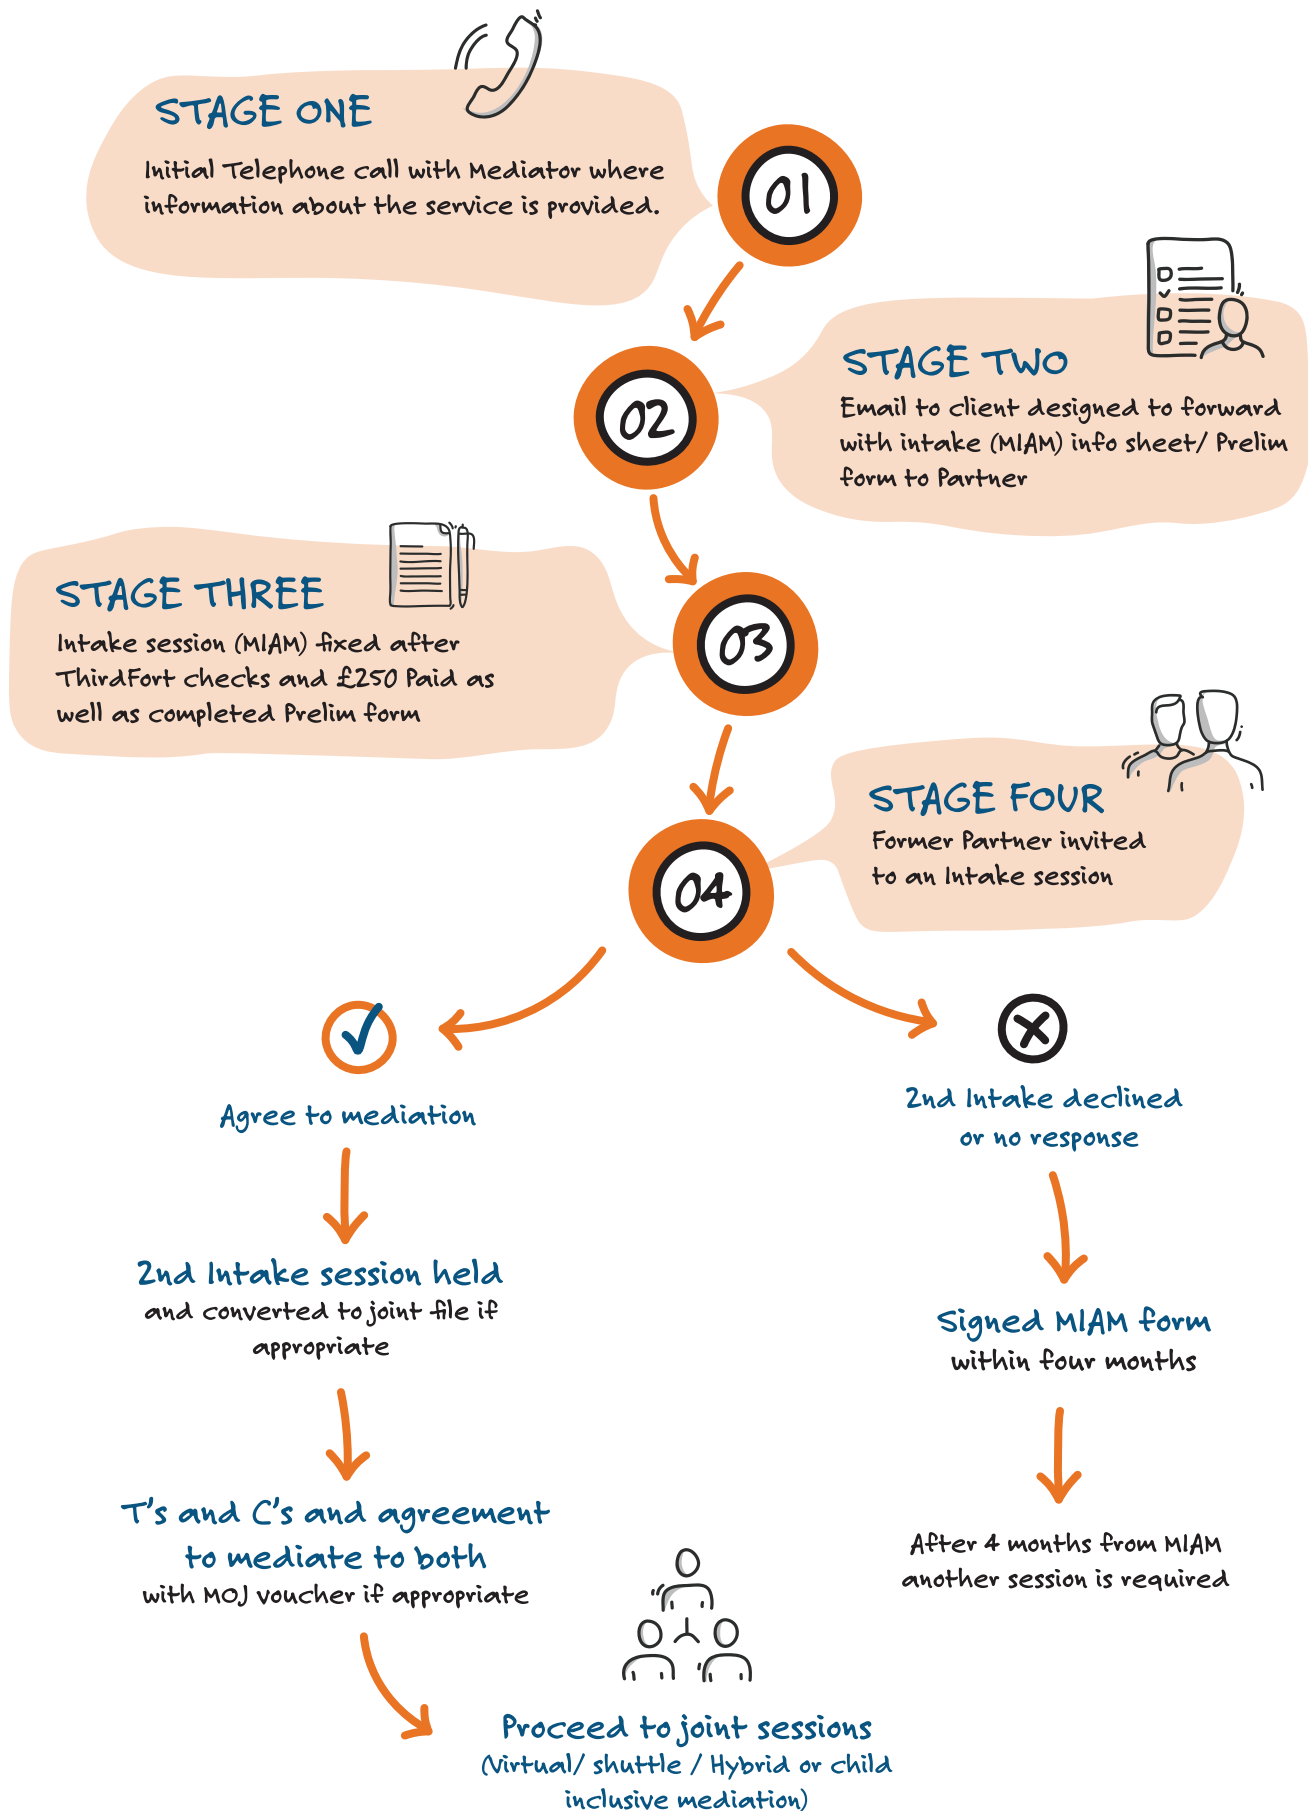 STAGE ONE
Initial Telephone call with Mediator where
information about the service is provided.
01
02
STAGE TWO
Email to client designed to forward
with intake (MIAM) info sheet/ Prelim
form to Partner
STAGE THREE
Intake session (MIAM) fixed after
ThirdFort checks and £250 Paid as
well as completed Prelim form
03
STAGE FOUR
Former Partner invited
to an Intake session
04
Agree to mediation
2nd Intake session held
and converted to joint file if
appropriate
T's and C's and agreement
to mediate to both
with MOJ voucher if appropriate
2nd Intake declined
or no response
Signed MIAM form
within four months
After 4 months from MIAM
another session is required
Proceed to joint sessions
(Virtual/ shuttle / Hybrid or child
inclusive mediation)